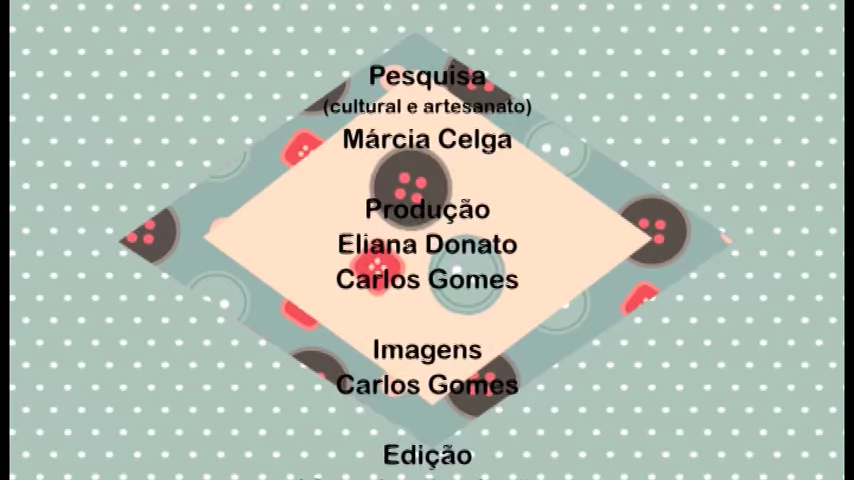 Pesquisa
(cultural e artesanato)
Márcia Celga
Produção
Eliana Donato
Carlos Gomes
Imagens
Carlos Gomes
Edição